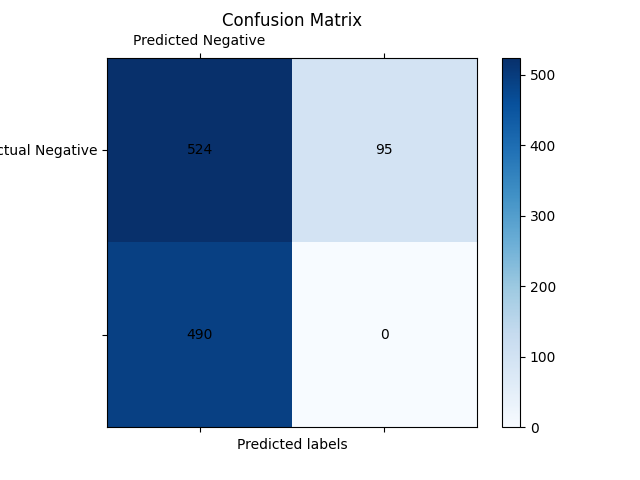 Confusion Matrix
Predicted Negative
500
ctual Negative
524
95
400
300
490
0
200
100
0
Predicted labels